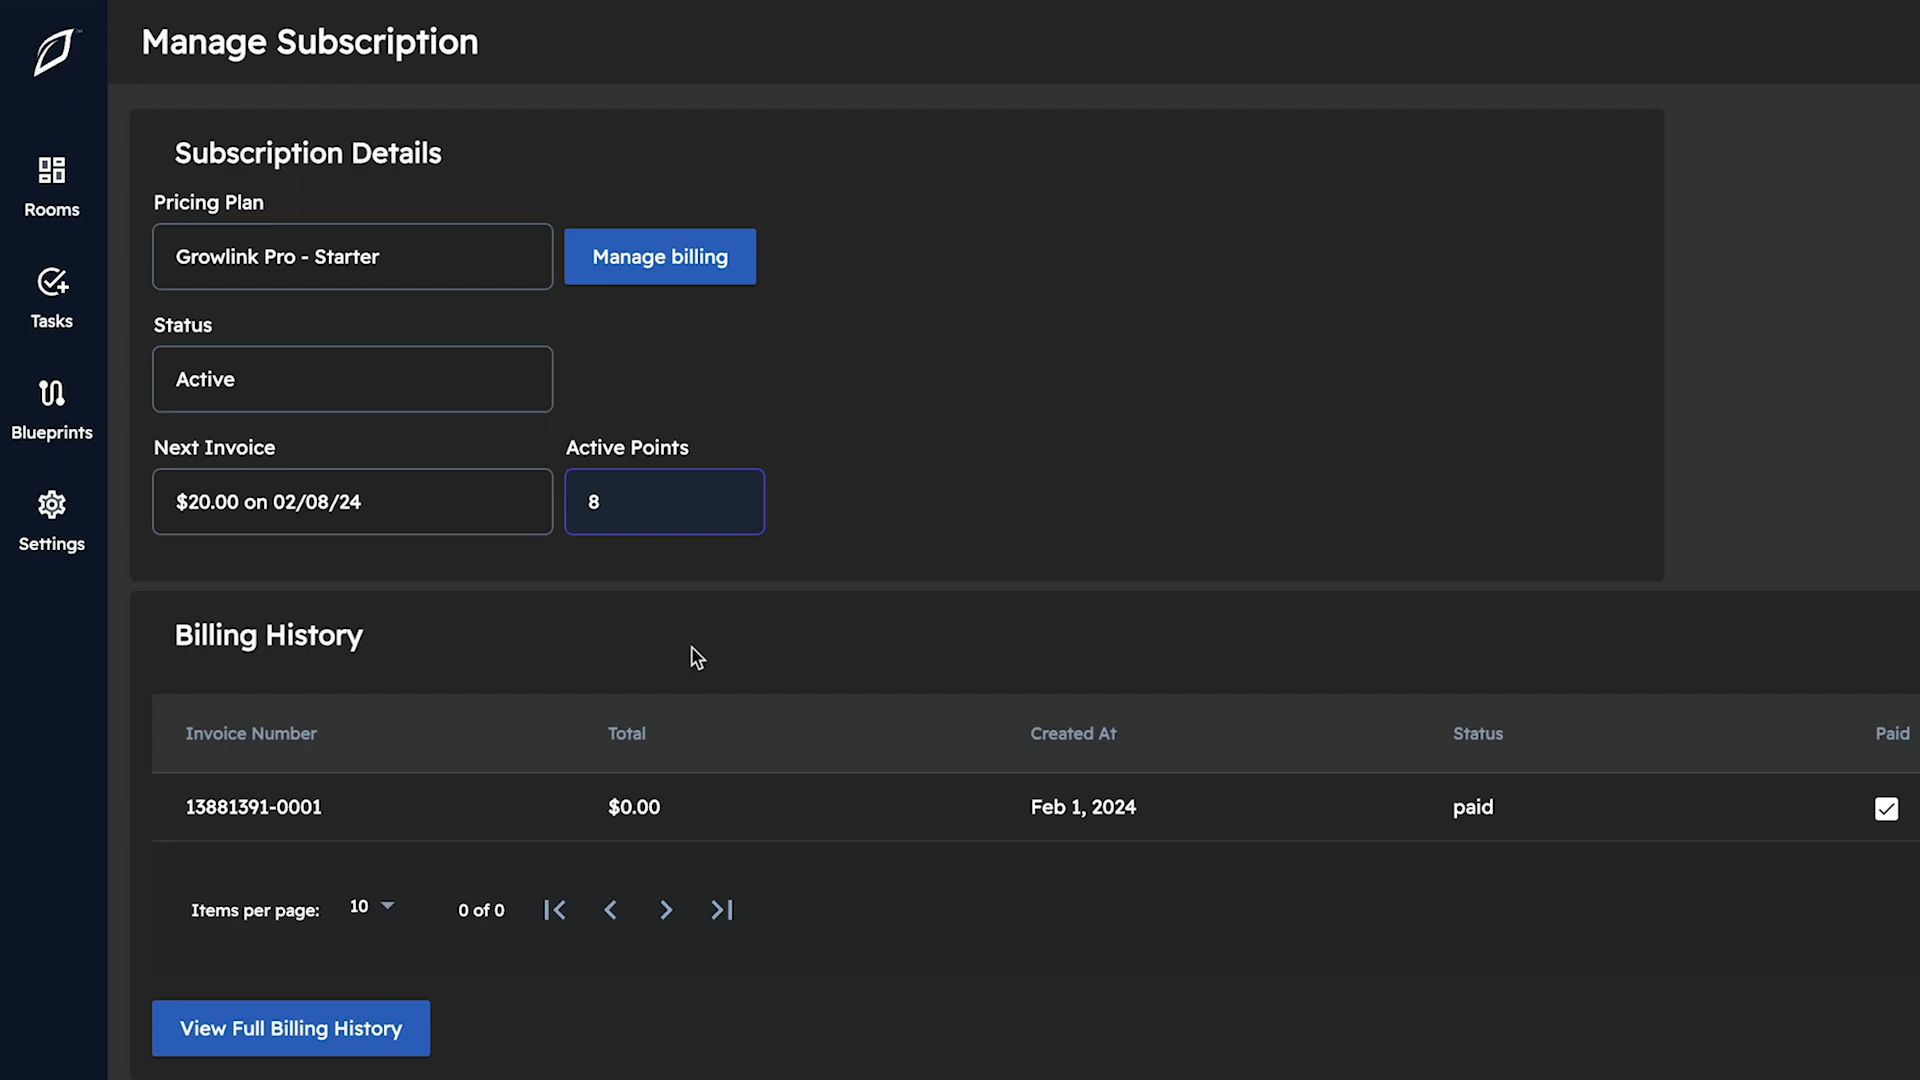 Manage Subscription
Rooms
Tasks
Blueprints
Settings
Subscription Details
Pricing Plan
Growlink Pro - Starter
Manage billing
Status
Active
Next Invoice
Active Points
$20.00 on 02/08/24
8
Billing History
Invoice Number Total Created At Status Paid
13881391-0001 $0.00 Feb 1, 2024 paid
Items per page: 10 0 of 0
View Full Billing History